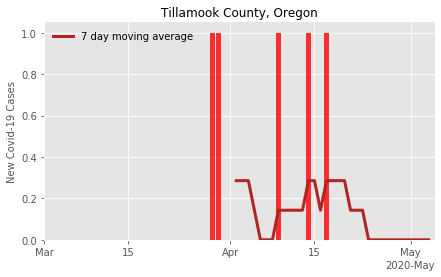 Tillamook County, Oregon
7 day moving average
New Covid-19 Cases
1.0
0.8
0.6
0.4
0.2
0.0
Mar
15
Apr
15
May
2020-May